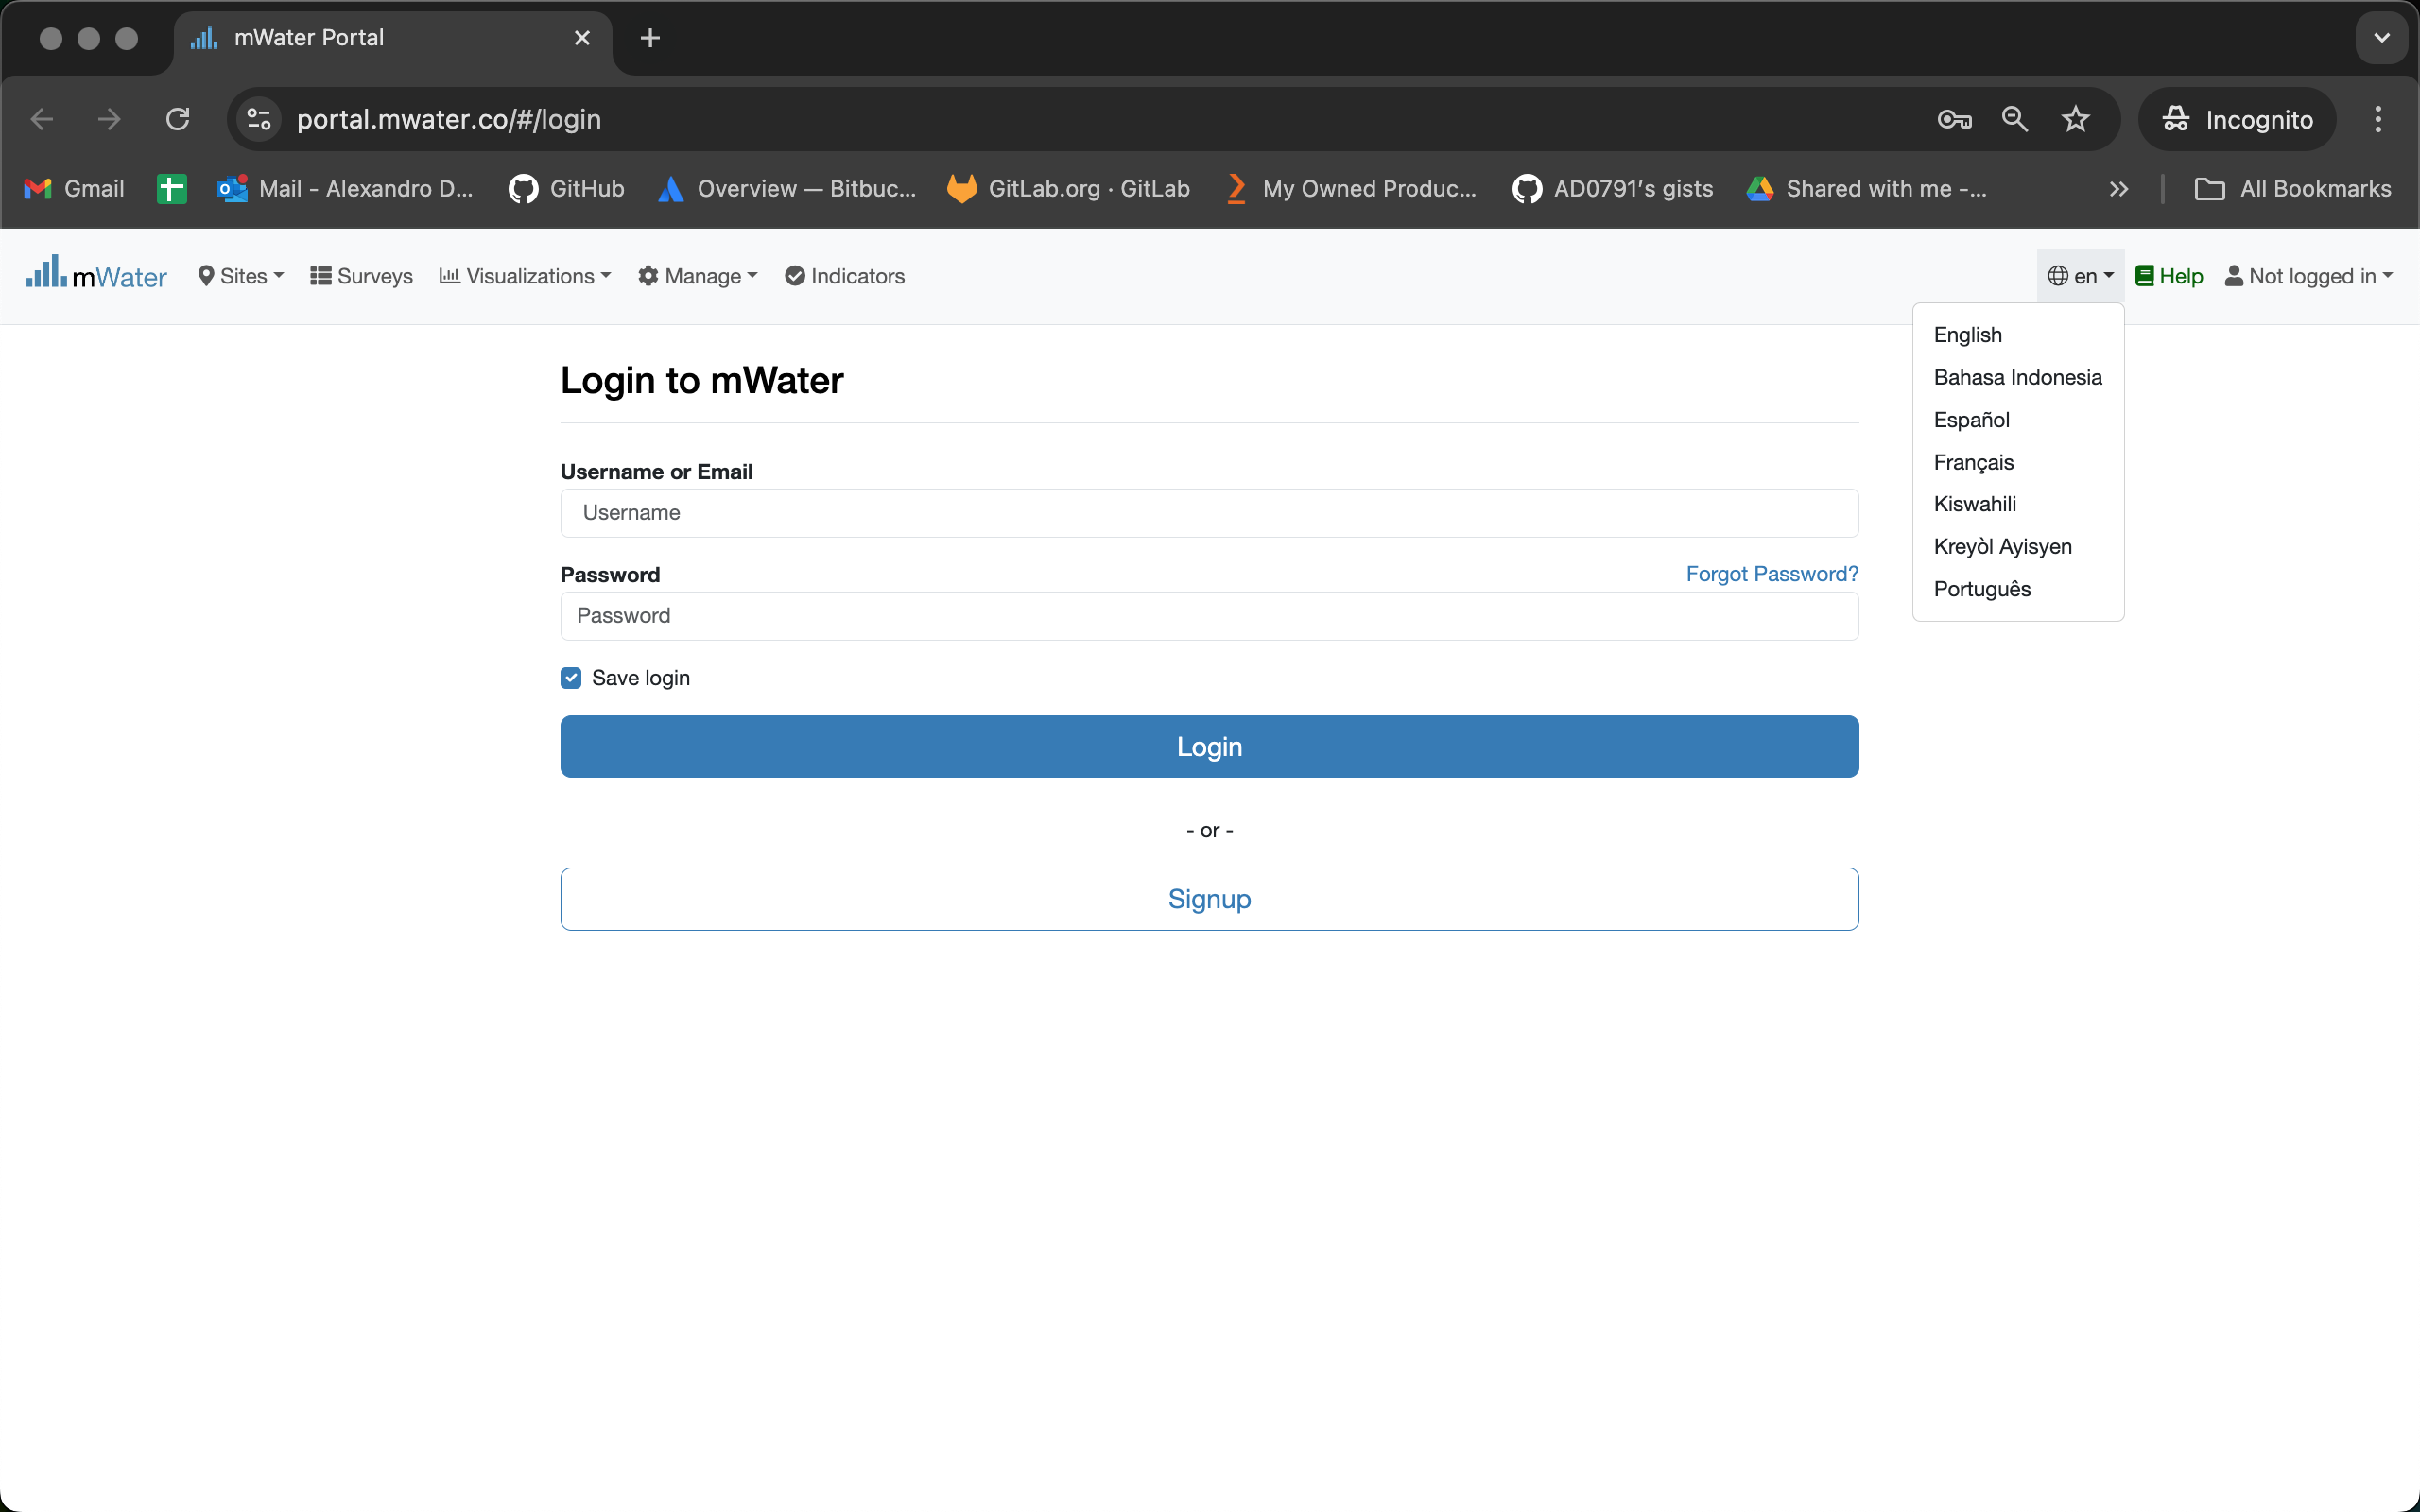 mWater Portal
portal.mwater.co/#/login
Incognito
Gmail
Mail - Alexandro D...
GitHub
Overview — Bitbuc...
GitLab.org · GitLab
My Owned Produc...
AD0791's gists
Shared with me -...
All Bookmarks
mWater
Sites
Surveys
Visualizations
Manage
Indicators
en
Help
Not logged in
English
Bahasa Indonesia
Español
Français
Kiswahili
Kreyòl Ayisyen
Português
Login to mWater
Username or Email
Username
Password
Forgot Password?
Password
Save login
Login
- or -
Signup